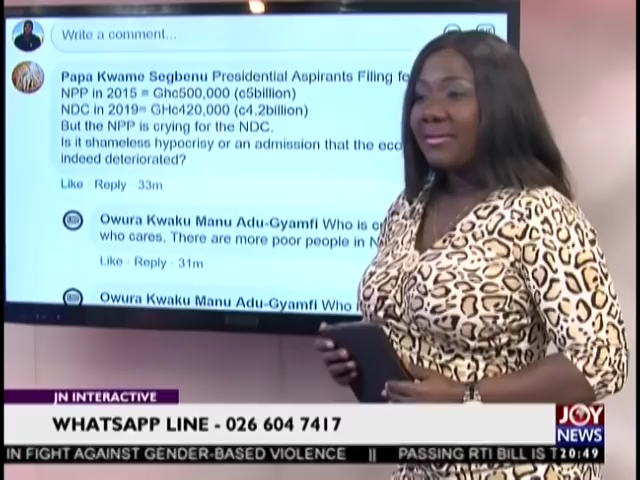 Write a comment...
Papa Kwame Segbenu Presidential Aspirants Filing fe
NPP in 2015 = Ghc500,000 (c5billion)
NDC in 2019= GHc420,000 (c4,2billion)
But the NPP is crying for the NDC.
Is it shameless hypocrisy or an admission that the eco
indeed deteriorated?
Like · Reply · 33m
Owura Kwaku Manu Adu-Gyamfi Who is c
who cares. There are more poor people in N
Like · Reply · 31m
Owura Kwaku Manu Adu-Gyamfi Who i
JN INTERACTIVE
WHATSAPP LINE - 026 604 7417
JOY
NEWS
IN FIGHT AGAINST GENDER-BASED VIOLENCE || PASSING RTI BILL IS T
20:49